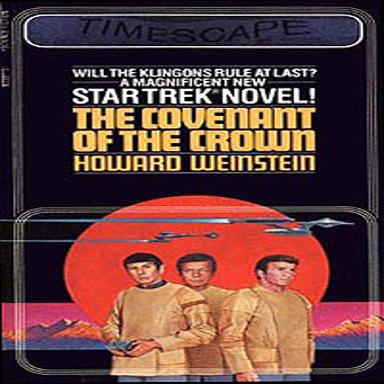 TIMESCAPE
WILL THE KLINGONS RULE AT LAST?
A MAGNIFICENT NEW
STAR TREK® NOVEL!
THE COVENANT
OF THE CROWN
HOWARD WEINSTEIN